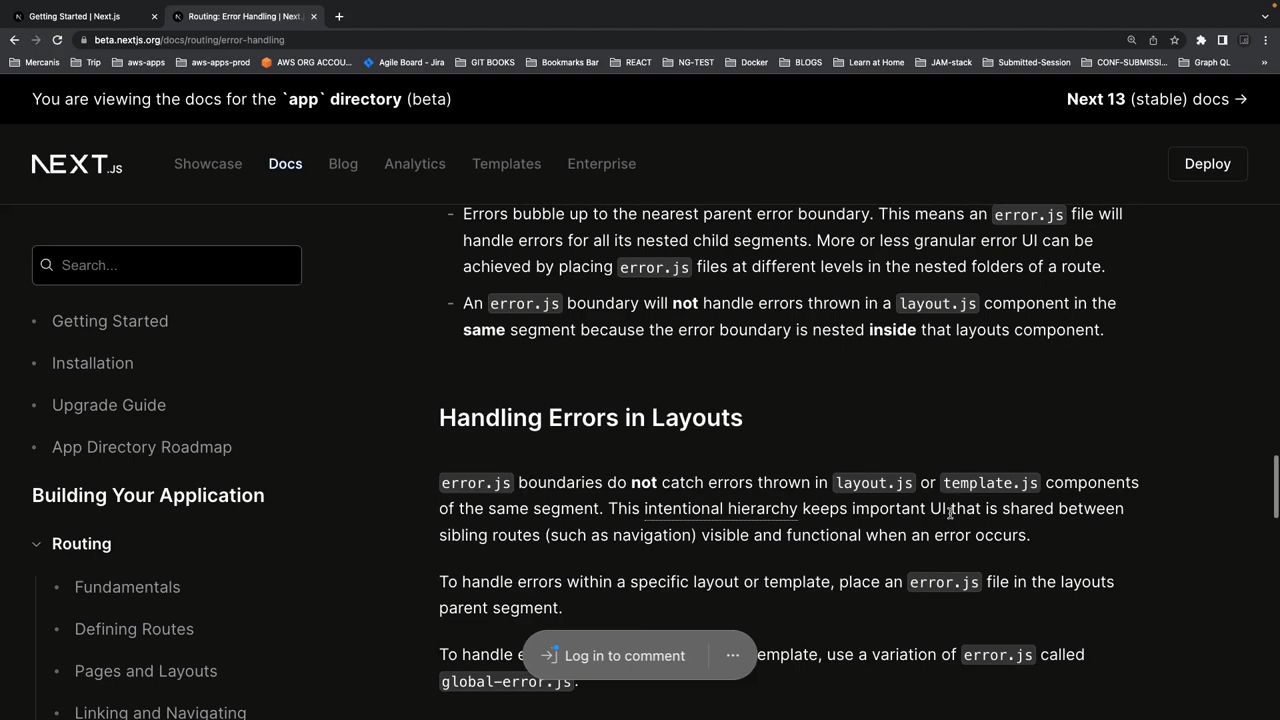 Getting Started | Next.js
Routing: Error Handling | Next.
beta.nextjs.org/docs/routing/error-handling
Mercanis
Trip
aws-apps
aws-apps-prod
AWS ORG ACCOU...
Agile Board - Jira
GIT BOOKS
Bookmarks Bar
REACT
NG-TEST
Docker
BLOGS
Learn at Home
JAM-stack
Submitted-Session
CONF-SUBMISSI...
Graph QL
»
You are viewing the docs for the `app` directory (beta)
Next 13 (stable) docs →
NEXT.JS
Showcase
Docs
Blog
Analytics
Templates
Enterprise
Deploy
Search...
Getting Started
Installation
Upgrade Guide
App Directory Roadmap
Building Your Application
Routing
Fundamentals
Defining Routes
Pages and Layouts
Linking and Navigating
- Errors bubble up to the nearest parent error boundary. This means an error.js file will
handle errors for all its nested child segments. More or less granular error UI can be
achieved by placing error.js files at different levels in the nested folders of a route.
- An error.js boundary will not handle errors thrown in a layout.js component in the
same segment because the error boundary is nested inside that layouts component.
Handling Errors in Layouts
error.js boundaries do not catch errors thrown in layout.js or template.js components
of the same segment. This intentional hierarchy keeps important UI that is shared between
sibling routes (such as navigation) visible and functional when an error occurs.
To handle errors within a specific layout or template, place an error.js file in the layouts
parent segment.
To handle emplate, use a variation of error.js called
global-error.js.
Log in to comment